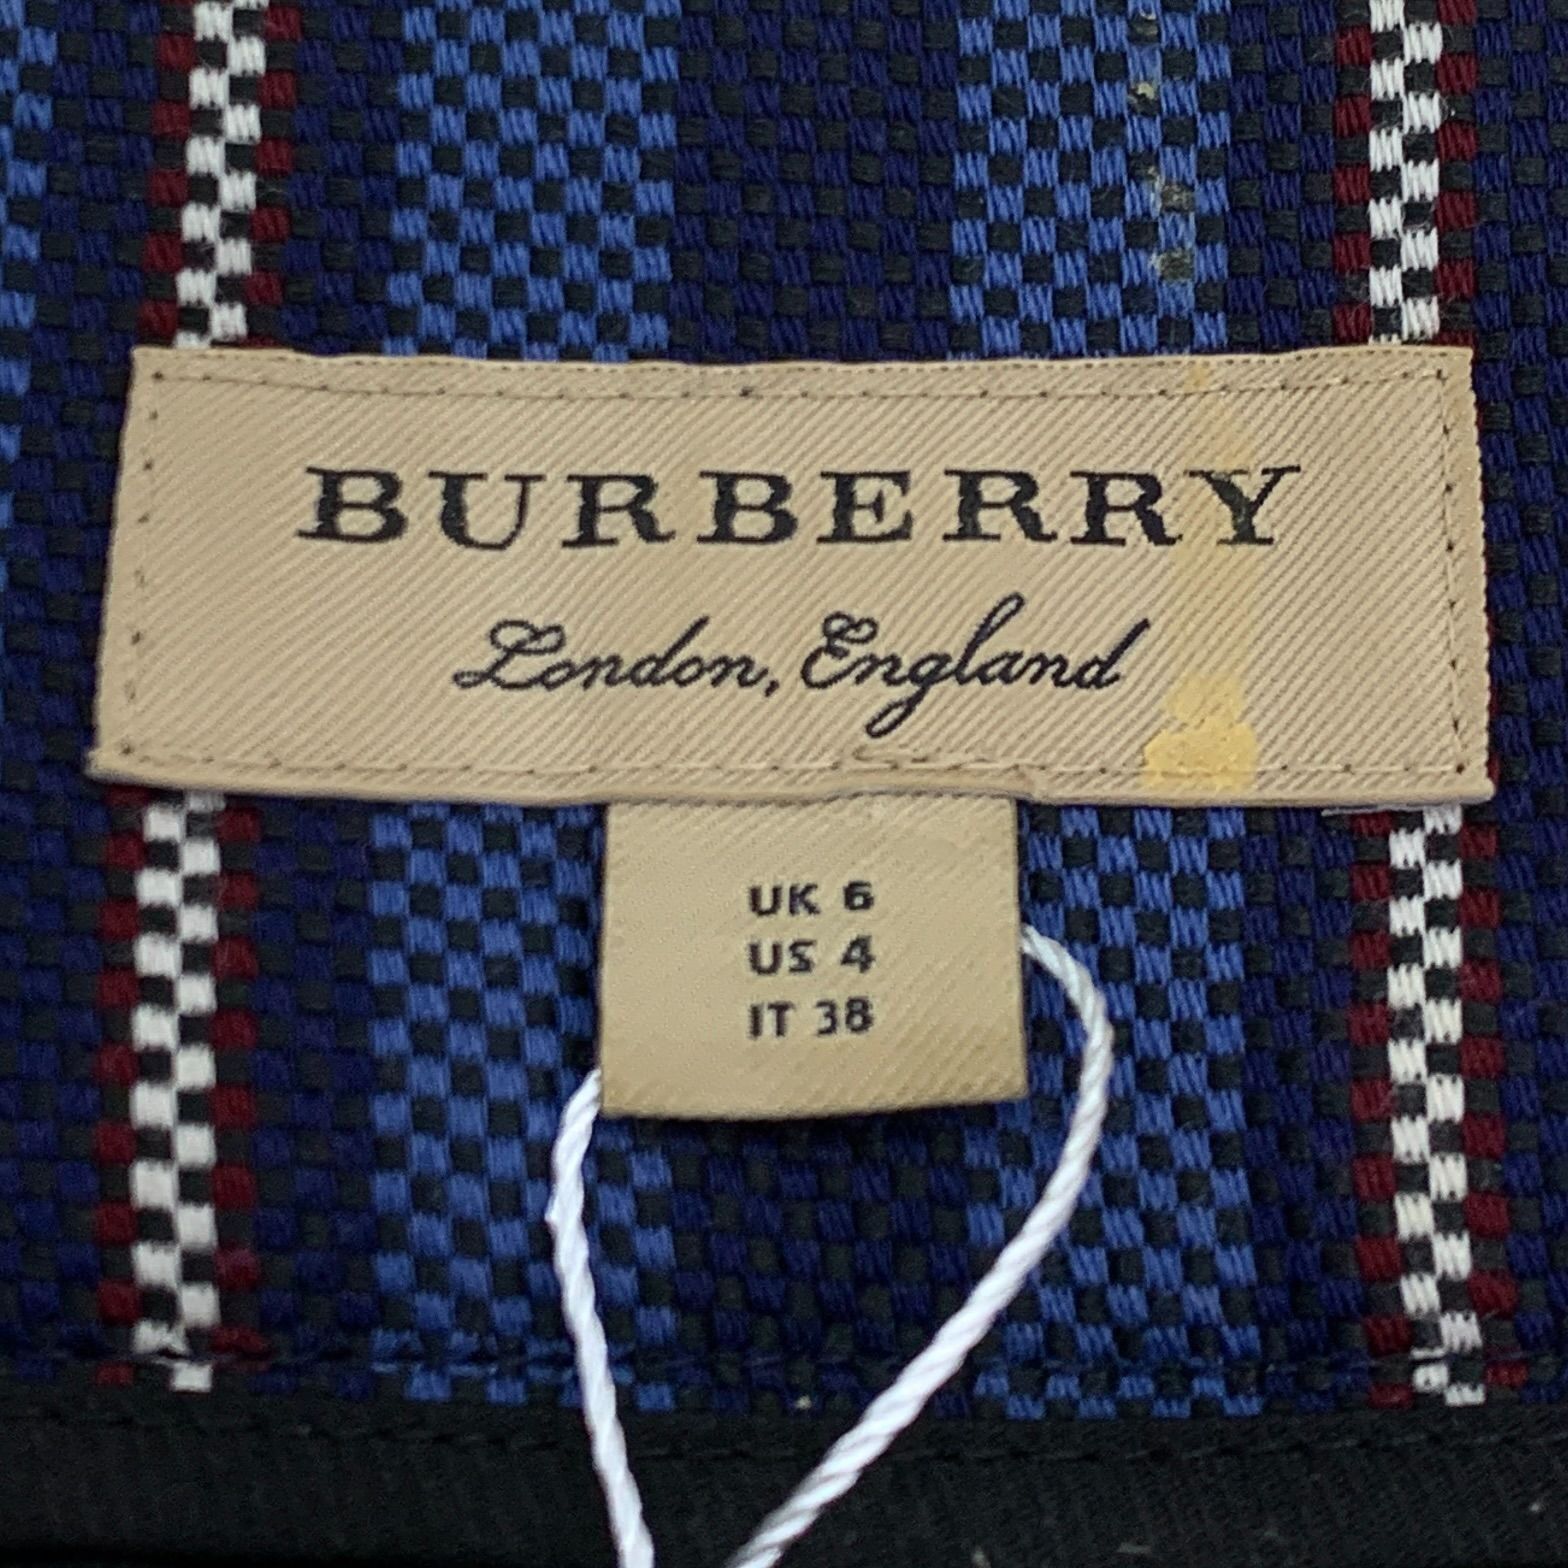 BURBERRY
London, England
UK 6
US 4
IT 38